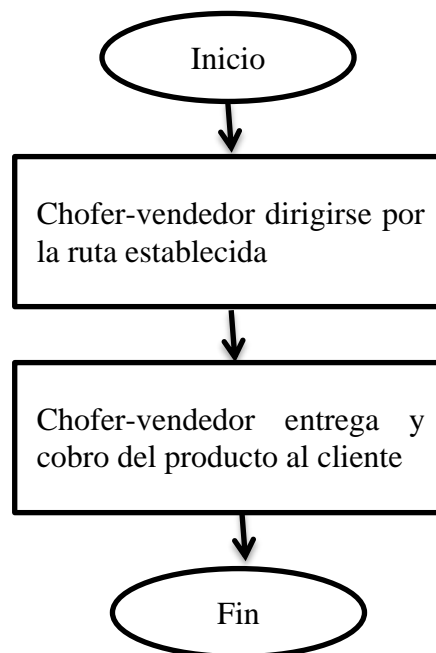 Inicio
Chofer-vendedor dirigirse por
la ruta establecida
Chofer-vendedor entrega y
cobro del producto al cliente
Fin